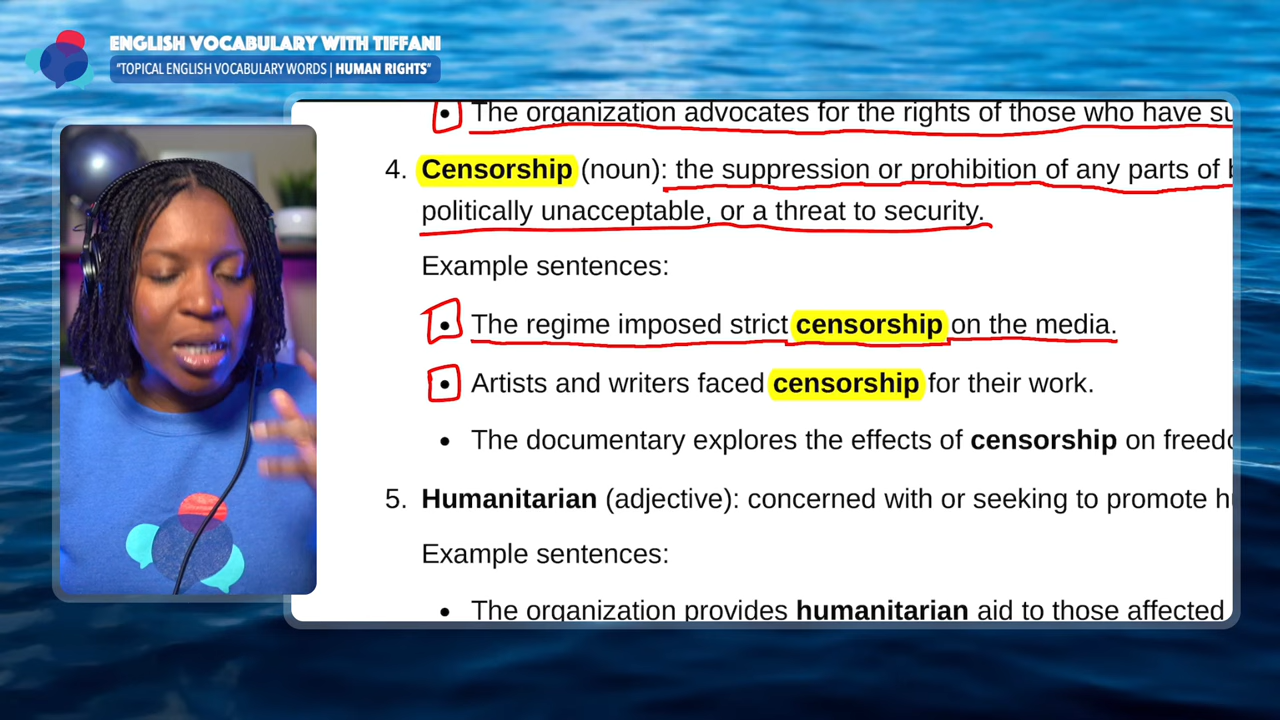 ENGLISH VOCABULARY WITH TIFFANI
"TOPICAL ENGLISH VOCABULARY WORDS | HUMAN RIGHTS"
The organization advocates for the rights of those who have su
4. Censorship (noun): the suppression or prohibition of any parts of b
politically unacceptable, or a threat to security.
Example sentences:
• The regime imposed strict censorship on the media.
• Artists and writers faced censorship for their work.
• The documentary explores the effects of censorship on freedo
5. Humanitarian (adjective): concerned with or seeking to promote h
Example sentences:
• The organization provides humanitarian aid to those affected